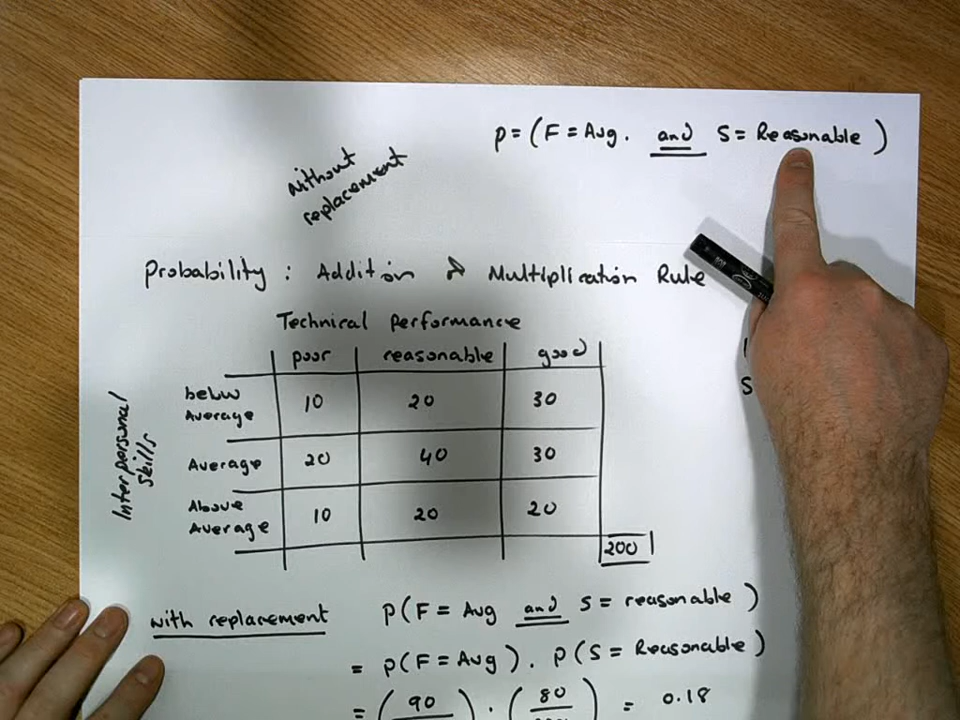 P=(F=Avg. and S=Reasonable)
without
replacement
Probability: Addition & Multiplication Rule
Technical Performance
poor reasonable good
Interpersonal
Skills
below
Average 10 20 30
Average 20 40 30
Above
Average 10 20 20
200
with replacement P(F=Avg and S=reasonable)
= P(F=Avg). P(S=Reasonable)
= (90) . (80) = 0.18
S